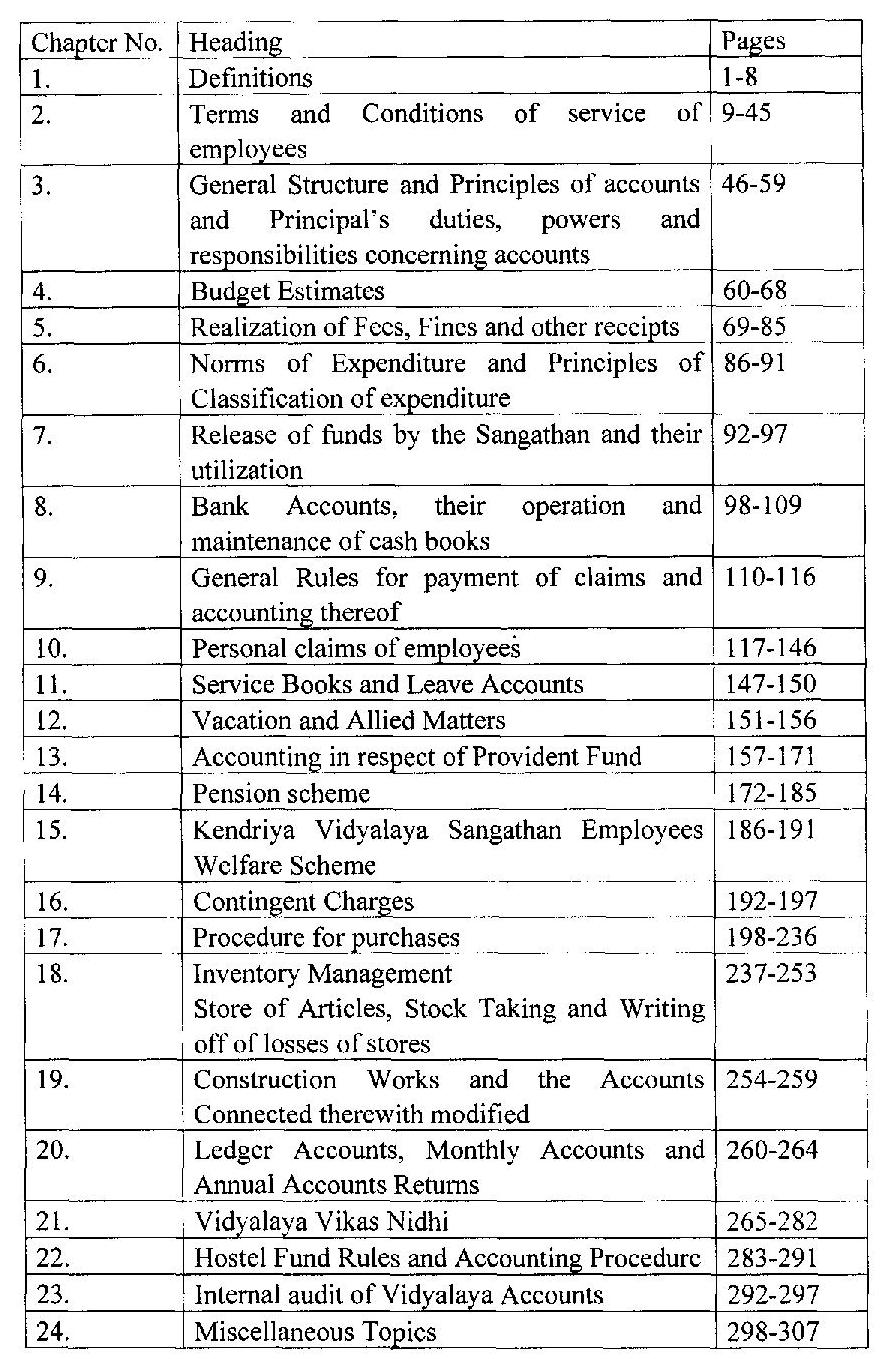 Chapter No. Heading Pages
1. Definitions 1-8
2. Terms and Conditions of service of 9-45
employees
3. General Structure and Principles of accounts 46-59
and Principal's duties, powers and
responsibilities concerning accounts
4. Budget Estimates 60-68
5. Realization of Fees, Fines and other receipts 69-85
6. Norms of Expenditure and Principles of 86-91
Classification of expenditure
7. Release of funds by the Sangathan and their 92-97
utilization
8. Bank Accounts, their operation and 98-109
maintenance of cash books
9. General Rules for payment of claims and 110-116
accounting thereof
10. Personal claims of employees 117-146
11. Service Books and Leave Accounts 147-150
12. Vacation and Allied Matters 151-156
13. Accounting in respect of Provident Fund 157-171
14. Pension scheme 172-185
15. Kendriya Vidyalaya Sangathan Employees 186-191
Welfare Scheme
16. Contingent Charges 192-197
17. Procedure for purchases 198-236
18. Inventory Management 237-253
Store of Articles, Stock Taking and Writing
off of losses of stores
19. Construction Works and the Accounts 254-259
Connected therewith modified
20. Ledger Accounts, Monthly Accounts and 260-264
Annual Accounts Returns
21. Vidyalaya Vikas Nidhi 265-282
22. Hostel Fund Rules and Accounting Procedure 283-291
23. Internal audit of Vidyalaya Accounts 292-297
24. Miscellaneous Topics 298-307